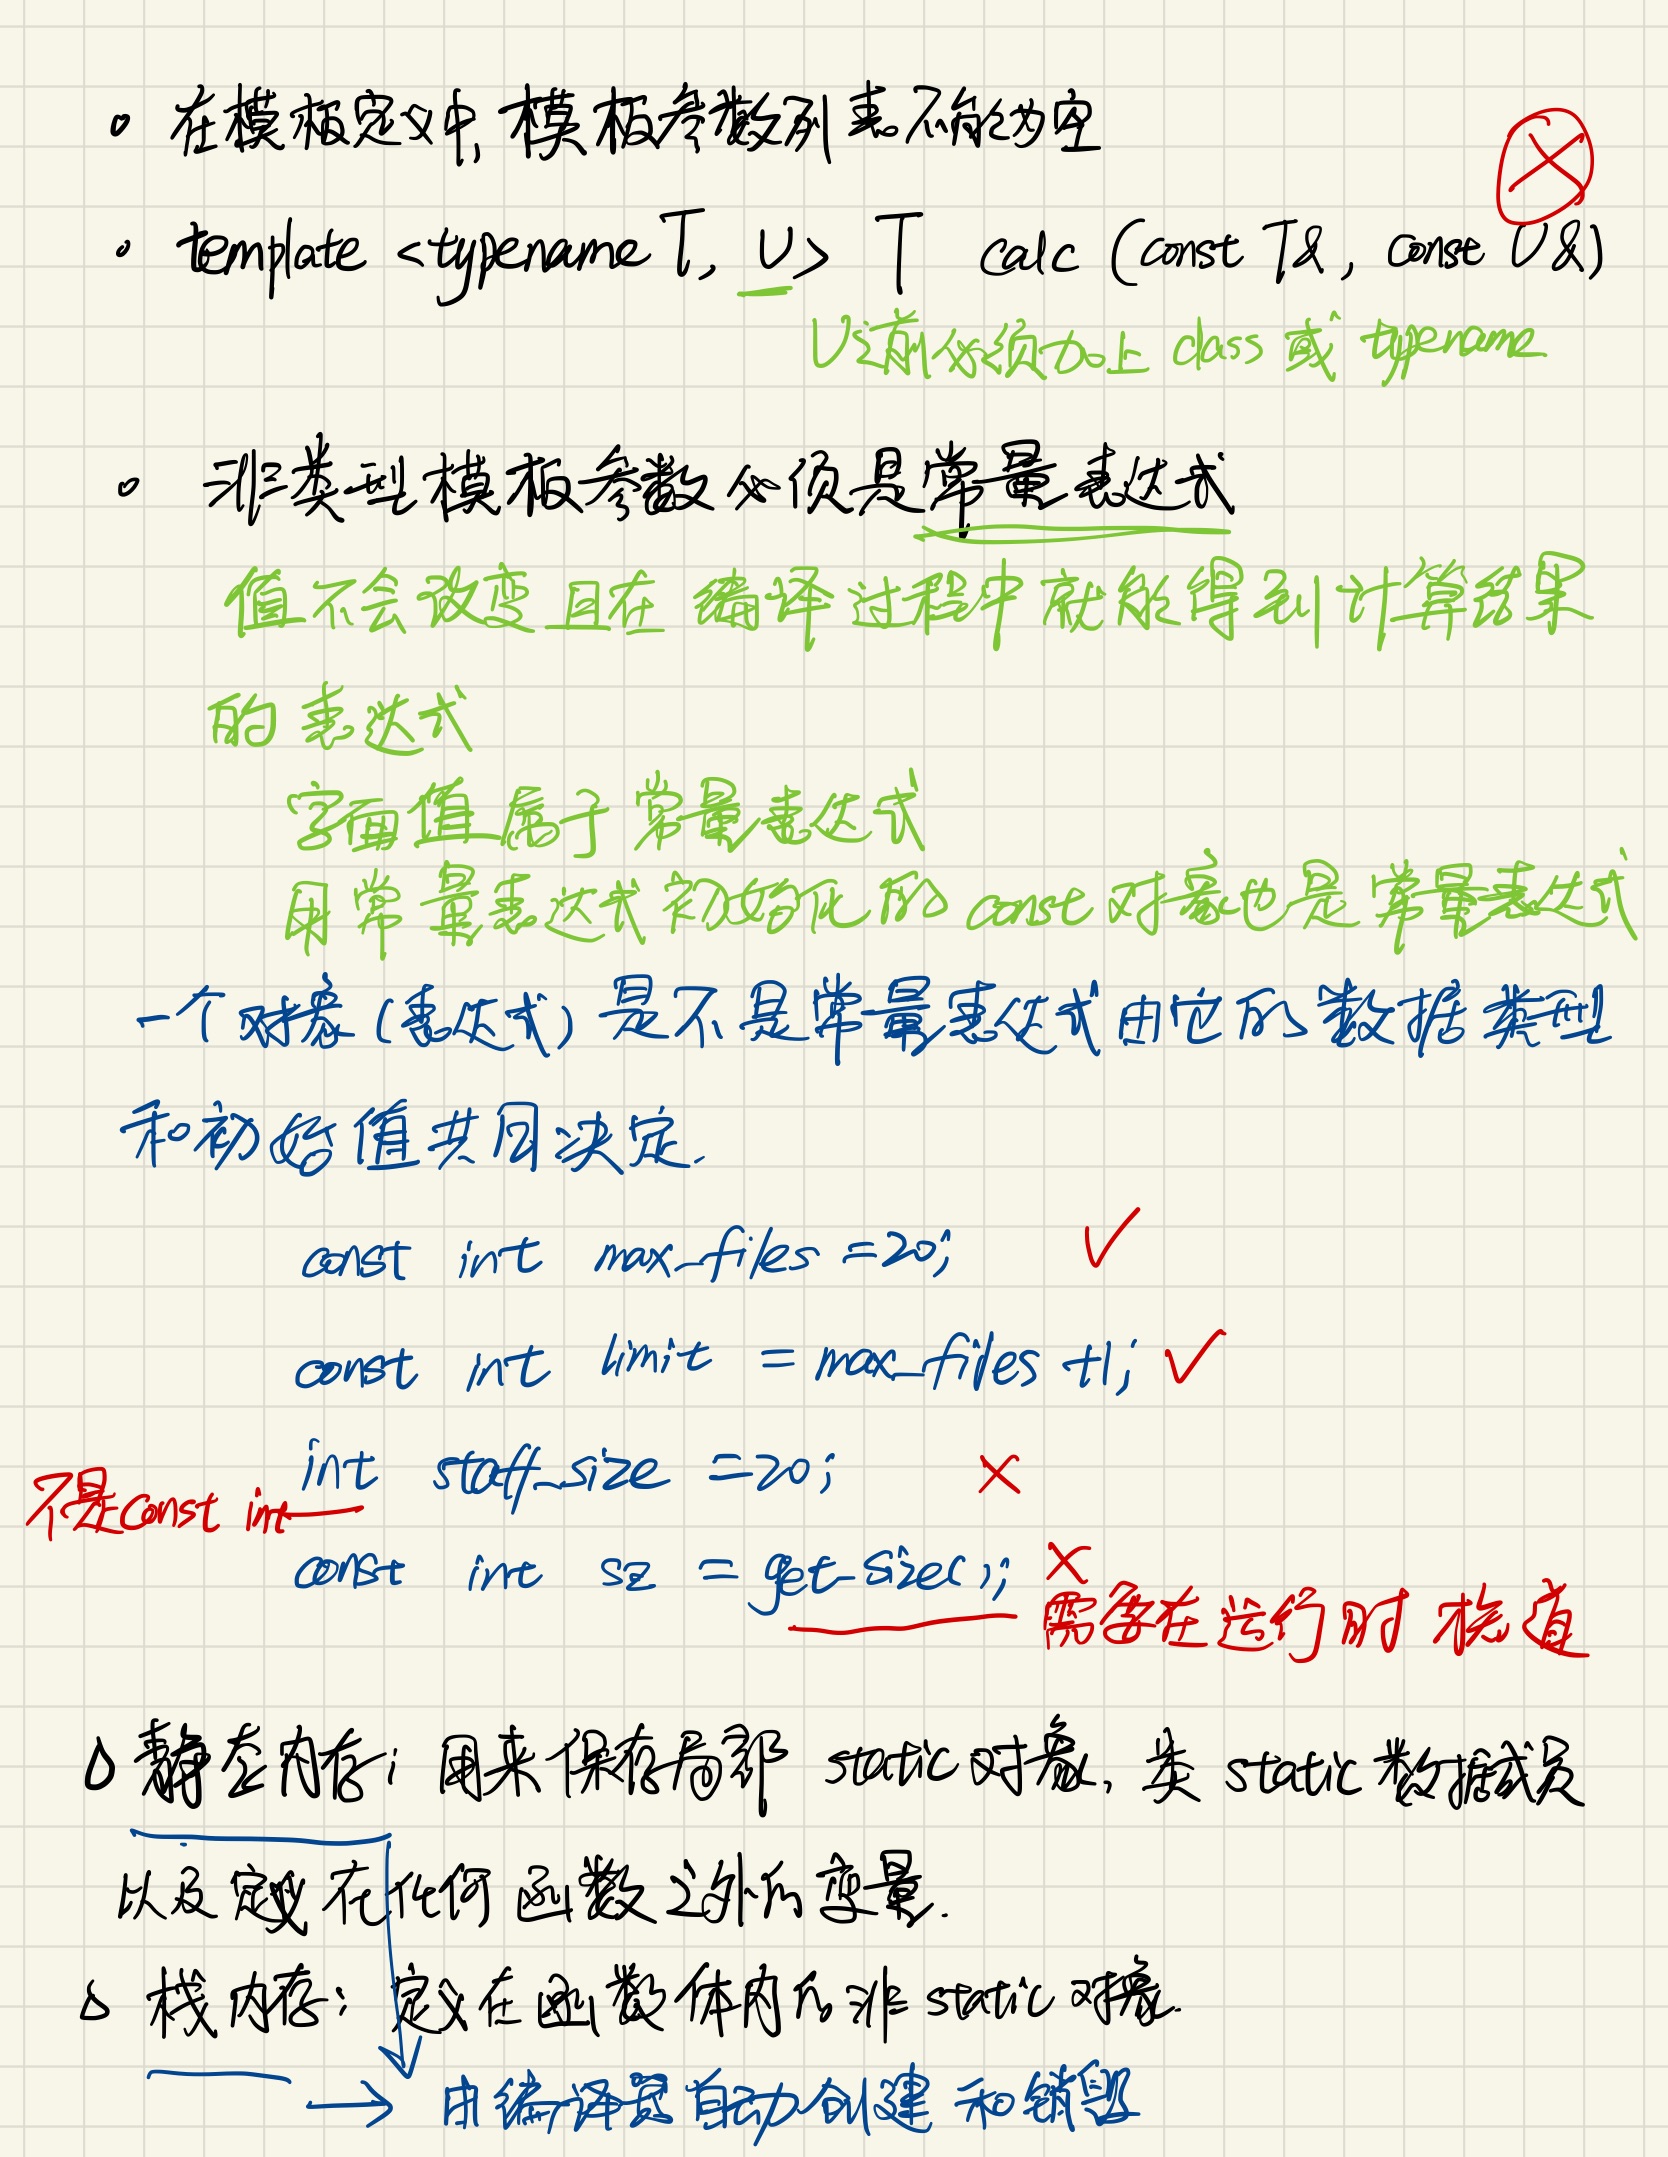 在模板定义中,模板参数列表不能为空
template <typename T, U> T calc (const T&, const U&)
U之前必须加上 class 或 typename
非类型模板参数必须是常量表达式
值不会改变且在编译过程中就能得到计算结果
的表达式
字面值属于常量表达式
用常量表达式初始化的 const 对象也是常量表达式
一个对象(表达式)是不是常量表达式由它的数据类型
和初始值共同决定.
const int max_files =20; ✓
const int limit = max_files +1; ✓
int staff_size =20; ×
不是const int
const int sz = get_size(); ×
需要在运行时 值
静态内存: 用来保存局部 static 对象, 类 static 数据成员
以及定义在任何函数之外的变量.
栈内存: 定义在函数体内的非 static 对象.
→ 由编译器自动创建和销毁